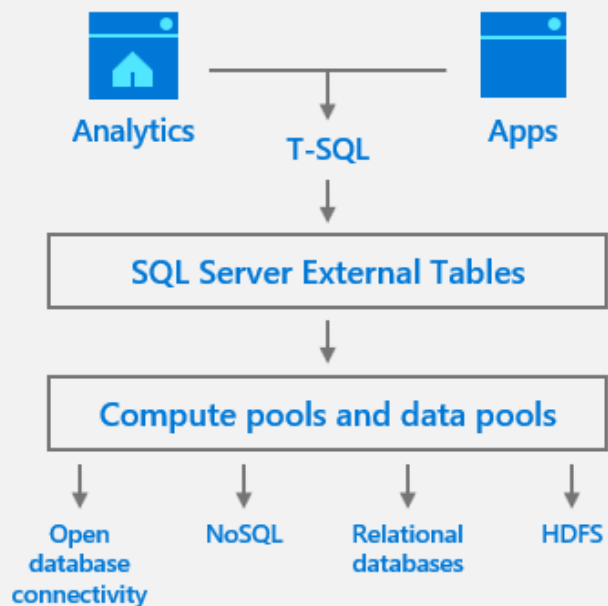 Analytics
Apps
T-SQL
SQL Server External Tables
Compute pools and data pools
Open
database
connectivity
NoSQL
Relational
databases
HDFS